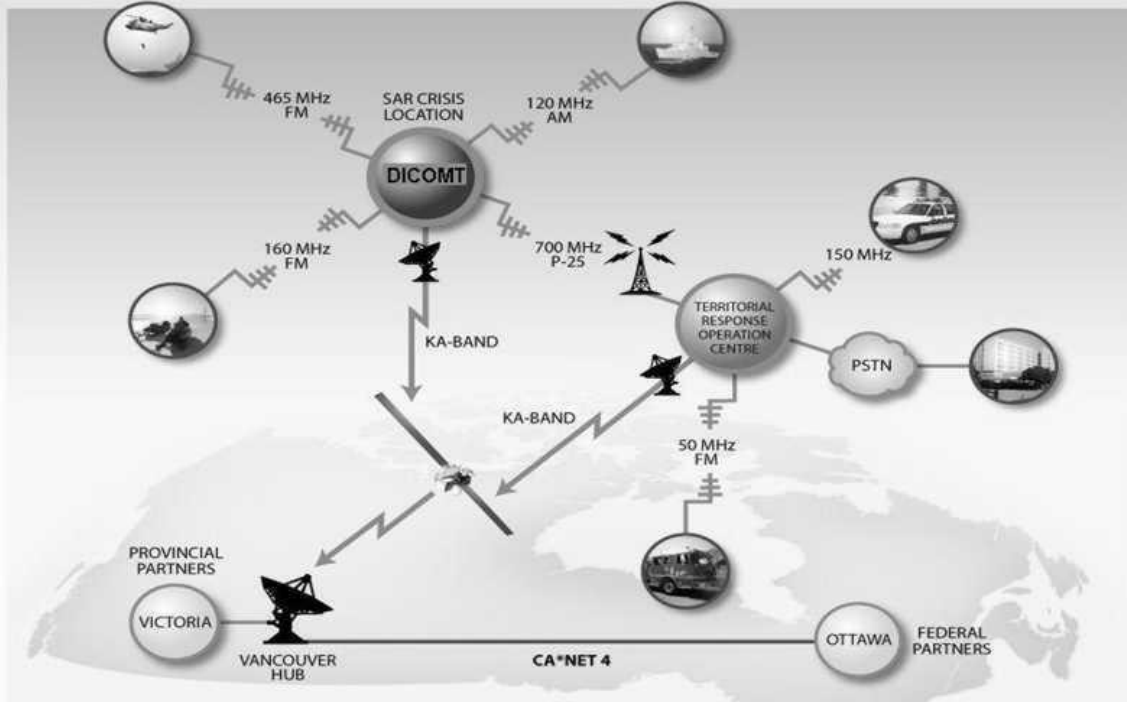 465 MHz
FM
SAR CRISIS
LOCATION
120 MHz
AM
DICOMT
160 MHz
FM
700 MHz
P-25
150 MHz
TERRITORIAL
RESPONSE
OPERATION
CENTRE
KA-BAND
PSTN
KA-BAND
50 MHz
FM
PROVINCIAL
PARTNERS
VICTORIA
VANCOUVER
HUB
CA*NET 4
OTTAWA
FEDERAL
PARTNERS